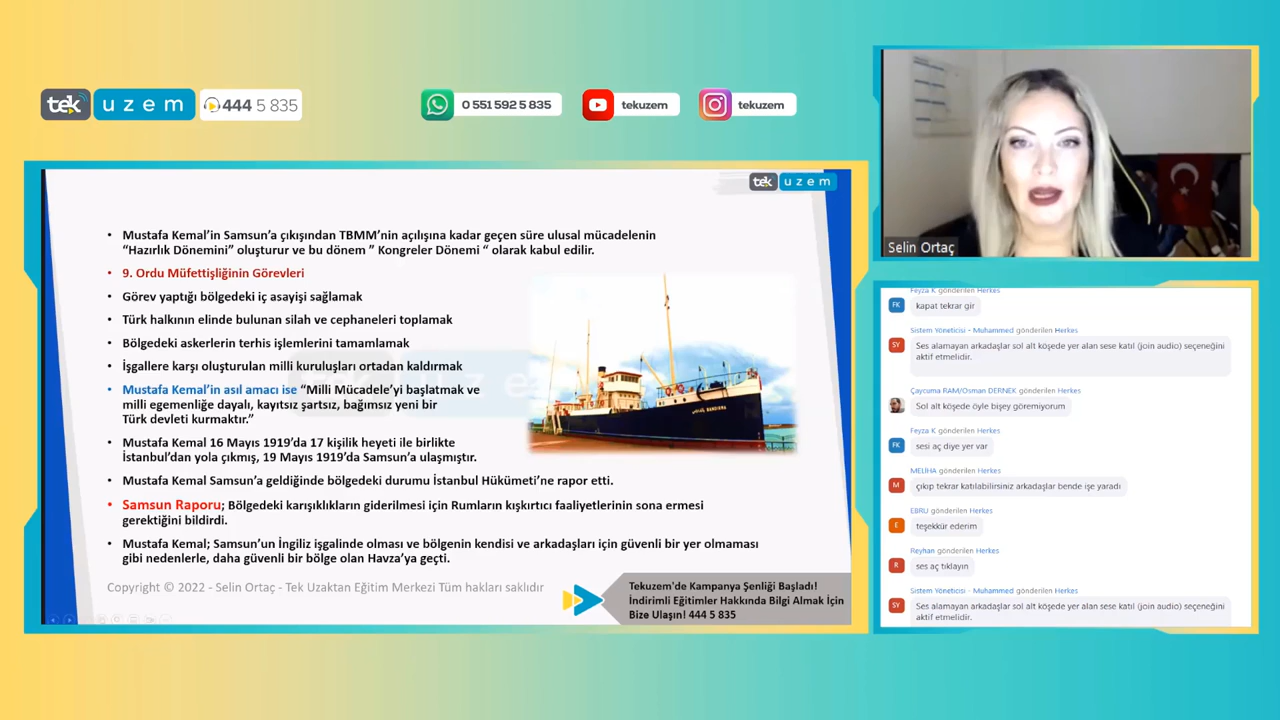 tek uzem 444 5 835
0 551 592 5 835
tekuzem
tekuzem
tek uzem
• Mustafa Kemal’in Samsun’a çıkışından TBMM’nin açılışına kadar geçen süre ulusal mücadelenin
“Hazırlık Dönemini” oluşturur ve bu dönem ” Kongreler Dönemi “ olarak kabul edilir.
• 9. Ordu Müfettişliğinin Görevleri
• Görev yaptığı bölgedeki iç asayişi sağlamak
• Türk halkının elinde bulunan silah ve cephaneleri toplamak
• Bölgedeki askerlerin terhis işlemlerini tamamlamak
• İşgallere karşı oluşturulan milli kuruluşları ortadan kaldırmak
• Mustafa Kemal’in asıl amacı ise “Milli Mücadele’yi başlatmak ve
milli egemenliğe dayalı, kayıtsız şartsız, bağımsız yeni bir
Türk devleti kurmaktır.”
• Mustafa Kemal 16 Mayıs 1919’da 17 kişilik heyeti ile birlikte
İstanbul’dan yola çıkmış, 19 Mayıs 1919’da Samsun’a ulaşmıştır.
• Mustafa Kemal Samsun’a geldiğinde bölgedeki durumu İstanbul Hükümeti’ne rapor etti.
• Samsun Raporu; Bölgedeki karışıklıkların giderilmesi için Rumların kışkırtıcı faaliyetlerinin sona ermesi
gerektiğini bildirdi.
• Mustafa Kemal; Samsun’un İngiliz işgalinde olması ve bölgenin kendisi ve arkadaşları için güvenli bir yer olmaması
gibi nedenlerle, daha güvenli bir bölge olan Havza’ya geçti.
Copyright © 2022 - Selin Ortaç - Tek Uzaktan Eğitim Merkezi Tüm hakları saklıdır
Tekuzem'de Kampanya Şenliği Başladı!
İndirimli Eğitimler Hakkında Bilgi Almak İçin
Bize Ulaşın! 444 5 835
Selin Ortaç
Feyza K gönderilen Herkes
FK kapat tekrar gir
Sistem Yöneticisi - Muhammed gönderilen Herkes
SY Ses alamayan arkadaşlar sol alt köşede yer alan sese katıl (join audio) seçeneğini
aktif etmelidir.
Çaycuma RAM/Osman DERNEK gönderilen Herkes
Sol alt köşede öyle bişey göremiyorum
Feyza K gönderilen Herkes
FK sesi aç diye yer var
MELİHA gönderilen Herkes
M çıkıp tekrar katılabilirsiniz arkadaşlar bende işe yaradı
EBRU gönderilen Herkes
E teşekkür ederim
Reyhan gönderilen Herkes
R ses aç tıklayın
Sistem Yöneticisi - Muhammed gönderilen Herkes
SY Ses alamayan arkadaşlar sol alt köşede yer alan sese katıl (join audio) seçeneğini
aktif etmelidir.